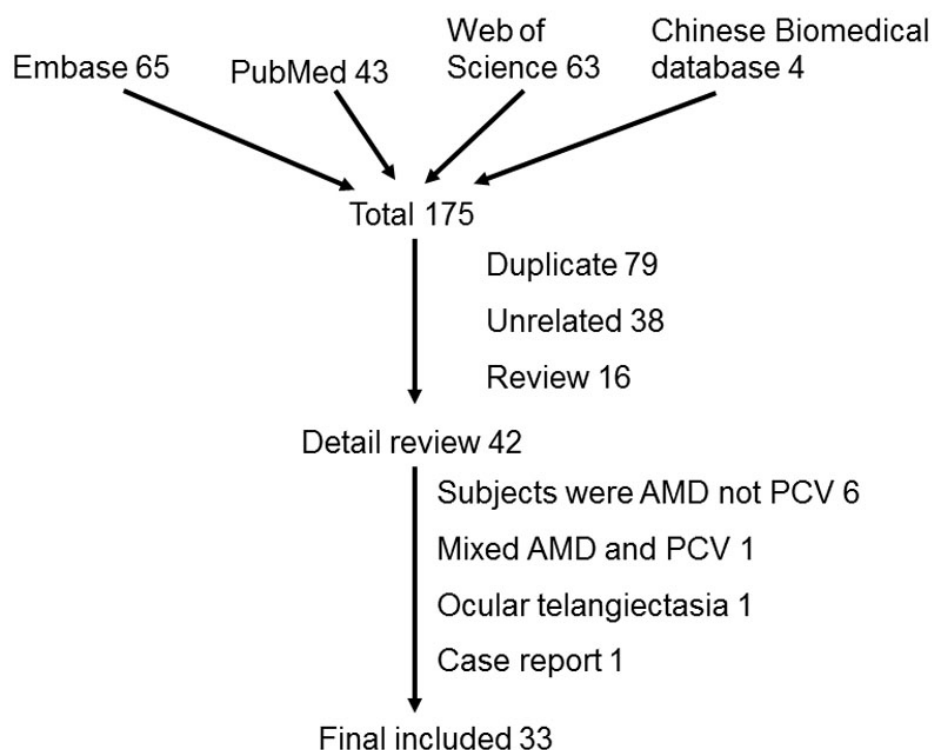 Embase 65
PubMed 43
Web of
Science 63
Chinese Biomedical
database 4
Total 175
Duplicate 79
Unrelated 38
Review 16
Detail review 42
Subjects were AMD not PCV 6
Mixed AMD and PCV 1
Ocular telangiectasia 1
Case report 1
Final included 33